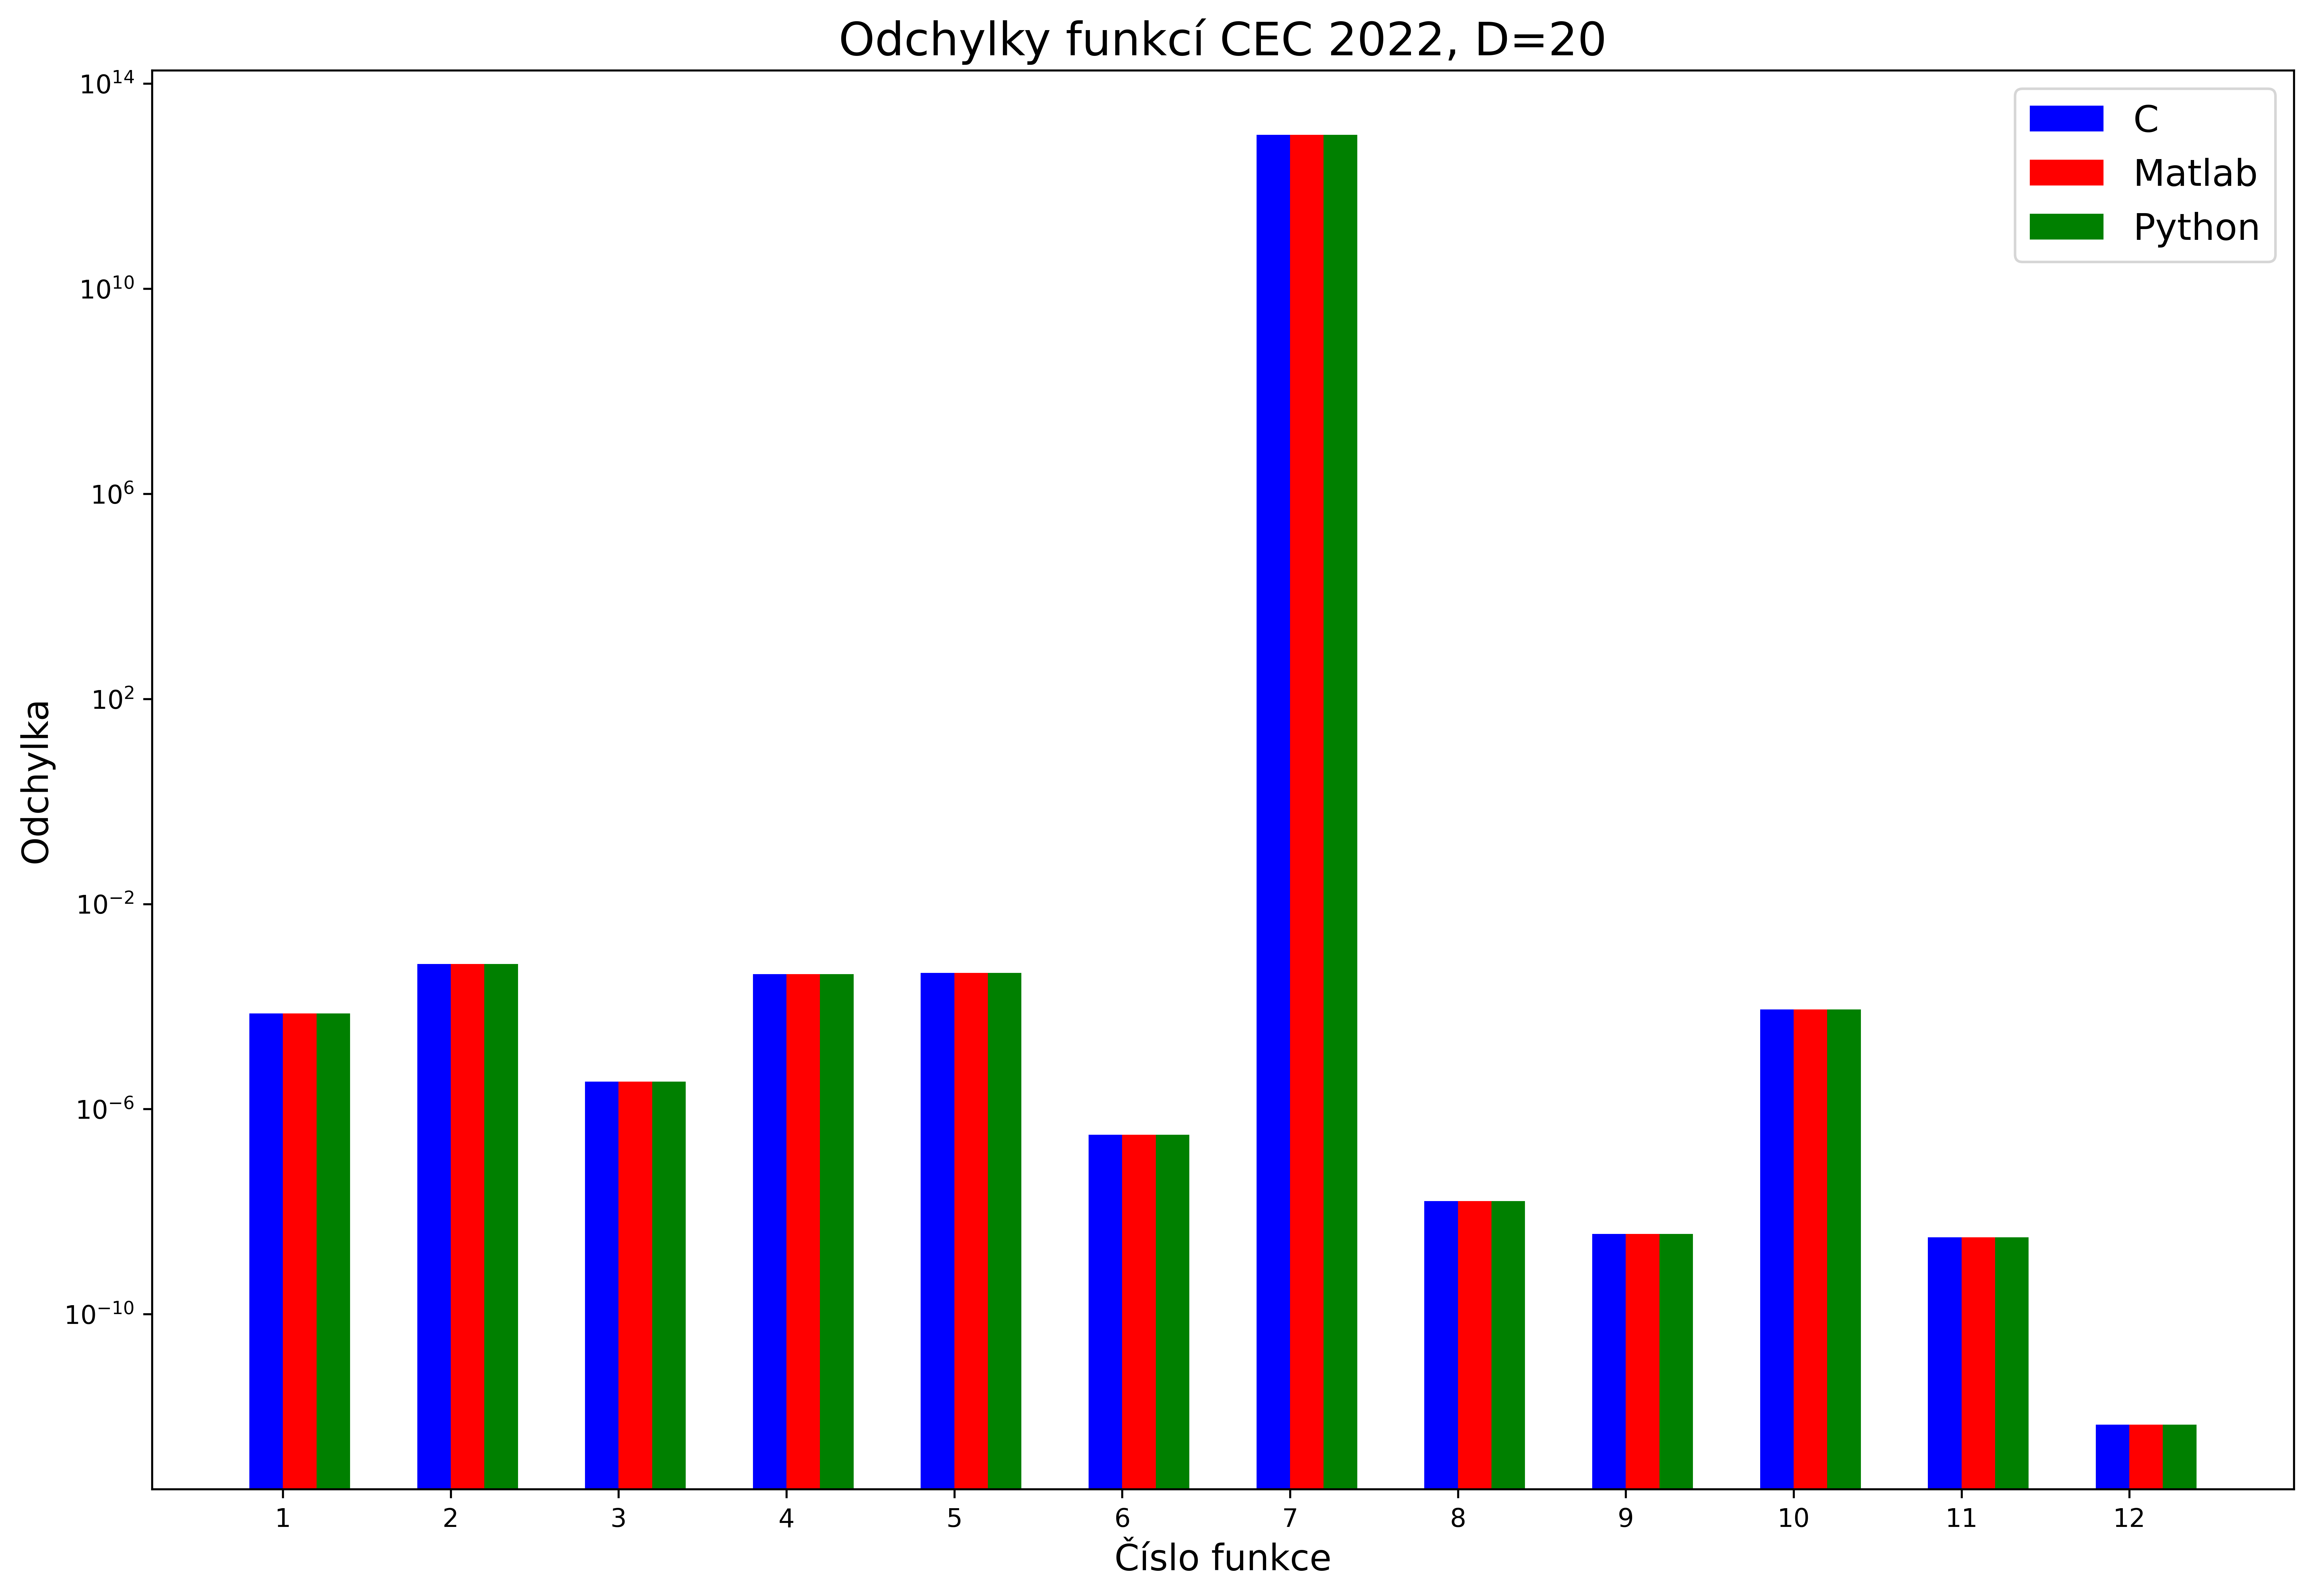 Odchylky funkcí CEC 2022, D=20
C
Matlab
Python
Odchylka
10^14
10^10
10^6
10^2
10^−2
10^−6
10^−10
1 2 3 4 5 6 7 8 9 10 11 12
Číslo funkce